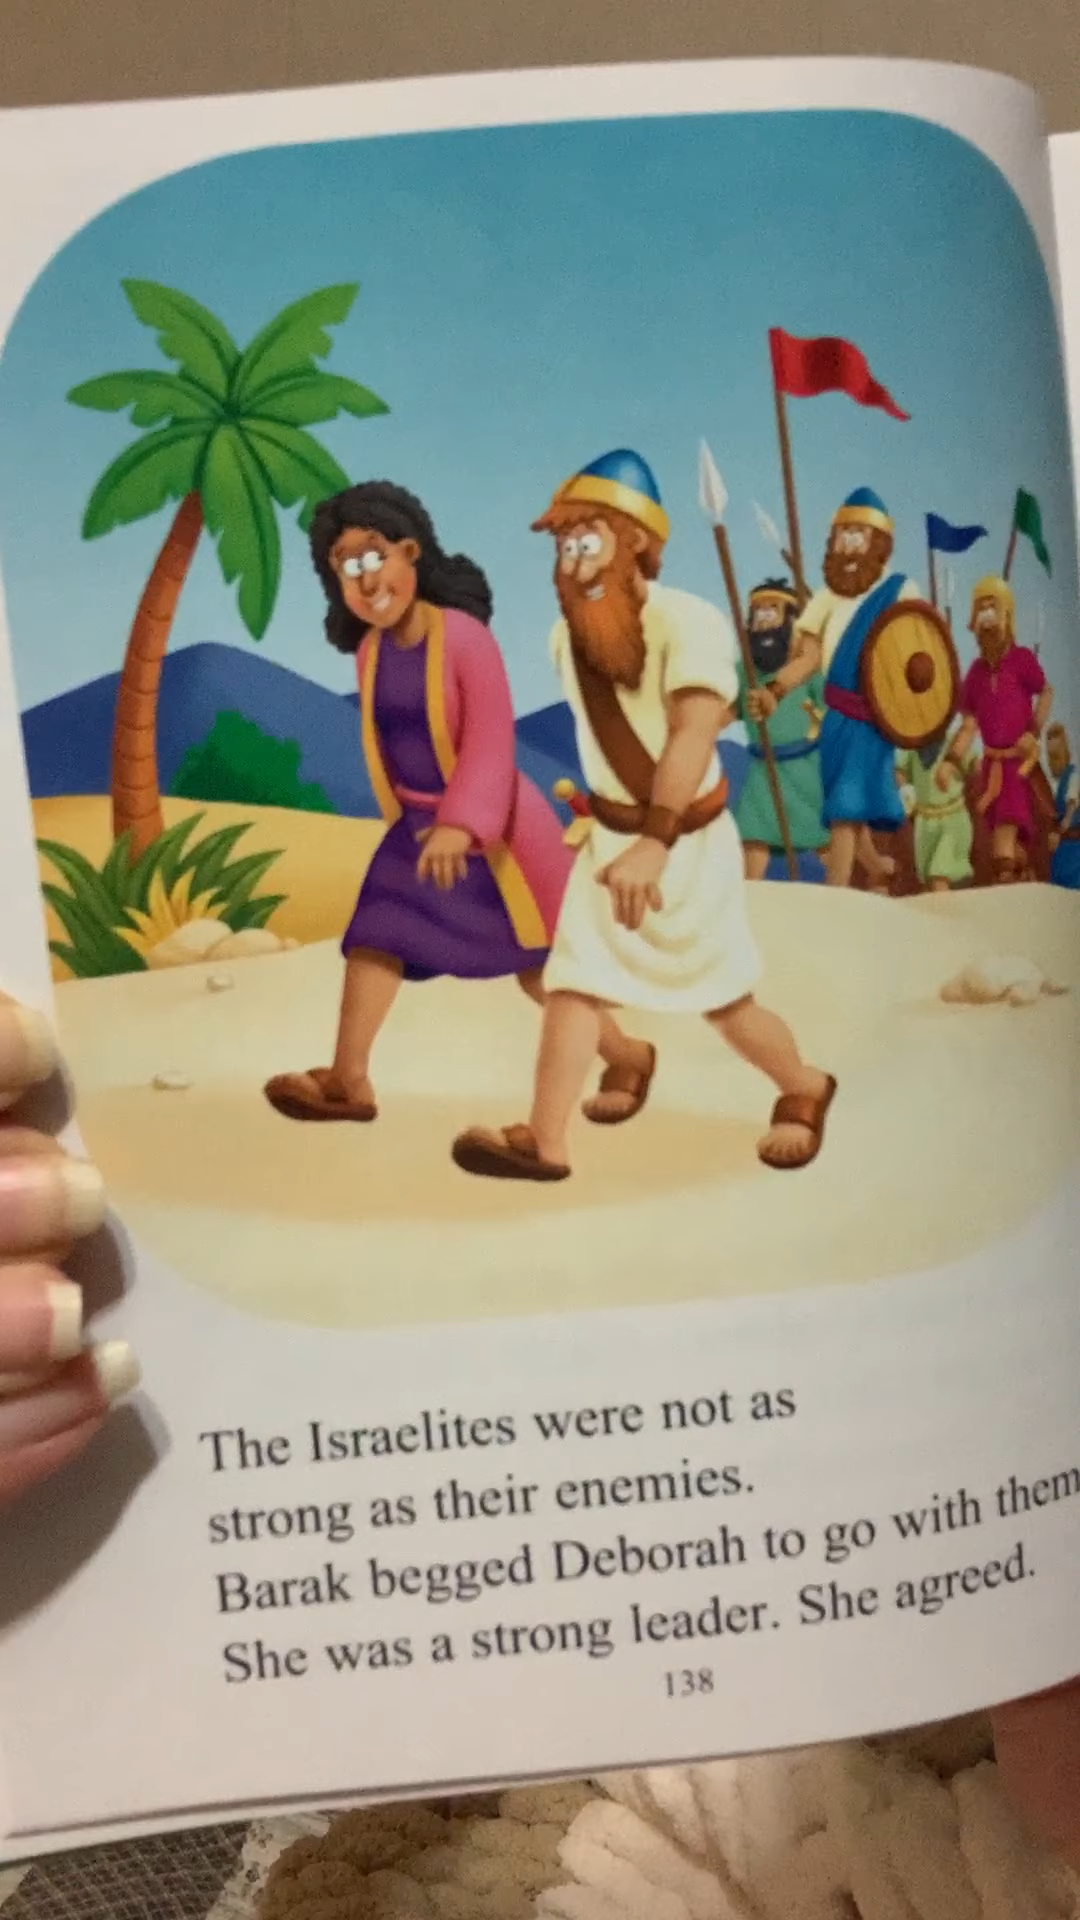 The Israelites were not as
strong as their enemies.
Barak begged Deborah to go with them
She was a strong leader. She agreed.
138